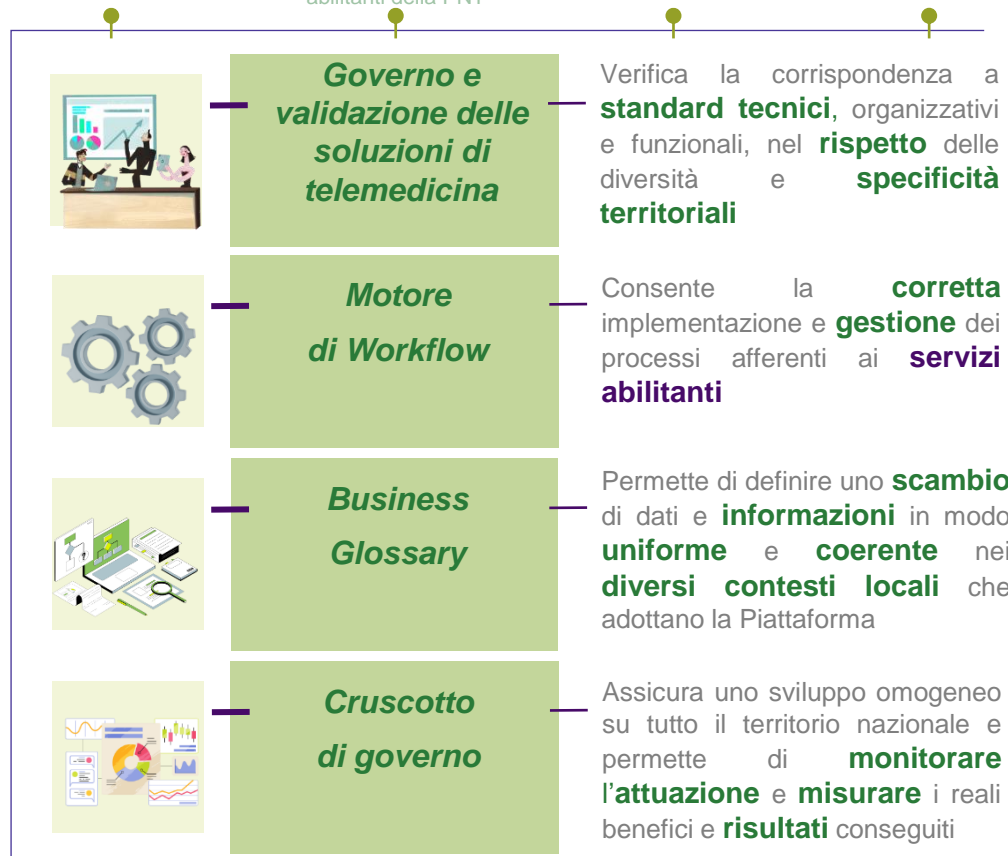 abilitanti della PNT
Governo e
validazione delle
soluzioni di
telemedicina
Verifica la corrispondenza a
standard tecnici, organizzativi
e funzionali, nel rispetto delle
diversità e specificità
territoriali
Motore
di Workflow
Consente la corretta
implementazione e gestione dei
processi afferenti ai servizi
abilitanti
Business
Glossary
Permette di definire uno scambio
di dati e informazioni in modo
uniforme e coerente nei
diversi contesti locali che
adottano la Piattaforma
Cruscotto
di governo
Assicura uno sviluppo omogeneo
su tutto il territorio nazionale e
permette di monitorare
l'attuazione e misurare i reali
benefici e risultati conseguiti